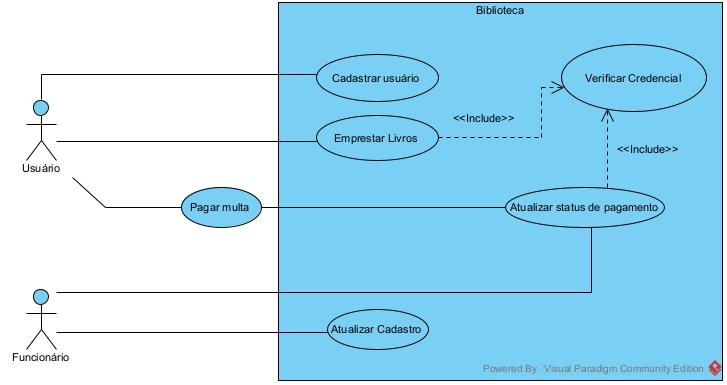 Biblioteca
Cadastrar usuário
Verificar Credencial
<<Include>>
Emprestar Livros
<<Include>>
Usuário
Pagar multa
Atualizar status de pagamento
Atualizar Cadastro
Funcionário
Powered By: Visual Paradigm Community Edition